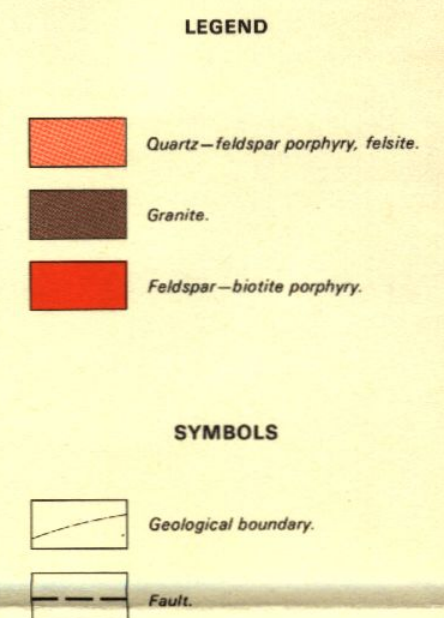 LEGEND
Quartz—feldspar porphyry, felsite.
Granite.
Feldspar—biotite porphyry.
SYMBOLS
Geological boundary.
Fault.